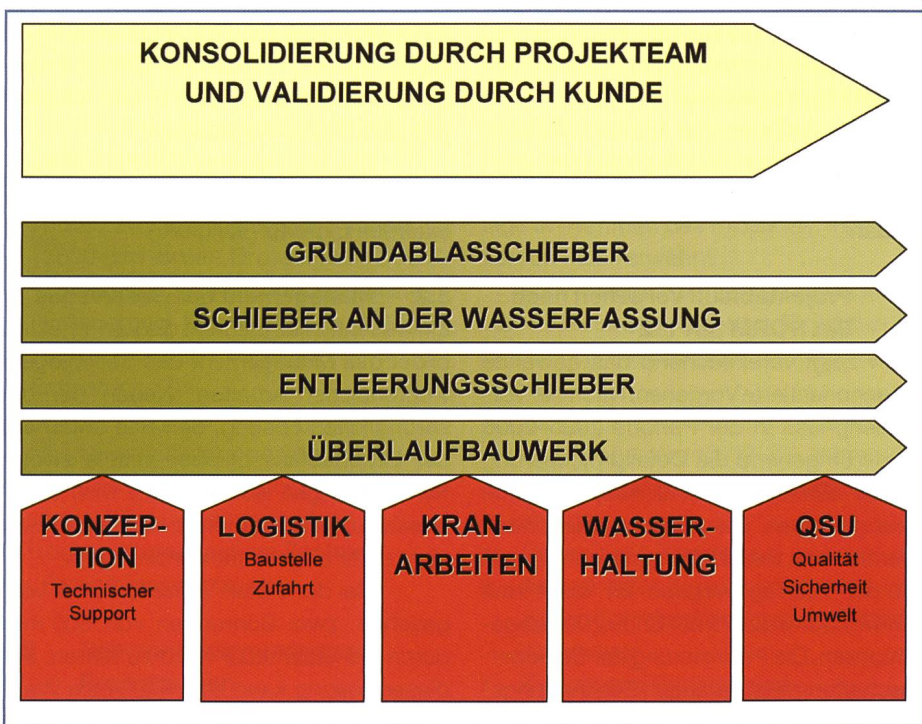 KONSOLIDIERUNG DURCH PROJEKTEAM
UND VALIDIERUNG DURCH KUNDE
GRUNDABLASSCHIEBER
SCHIEBER AN DER WASSERFASSUNG
ENTLEERUNGSSCHIEBER
ÜBERLAUFBAUWERK
KONZEP-
TION
Technischer
Support
LOGISTIK
Baustelle
Zufahrt
KRAN-
ARBEITEN
WASSER-
HALTUNG
QSU
Qualität
Sicherheit
Umwelt